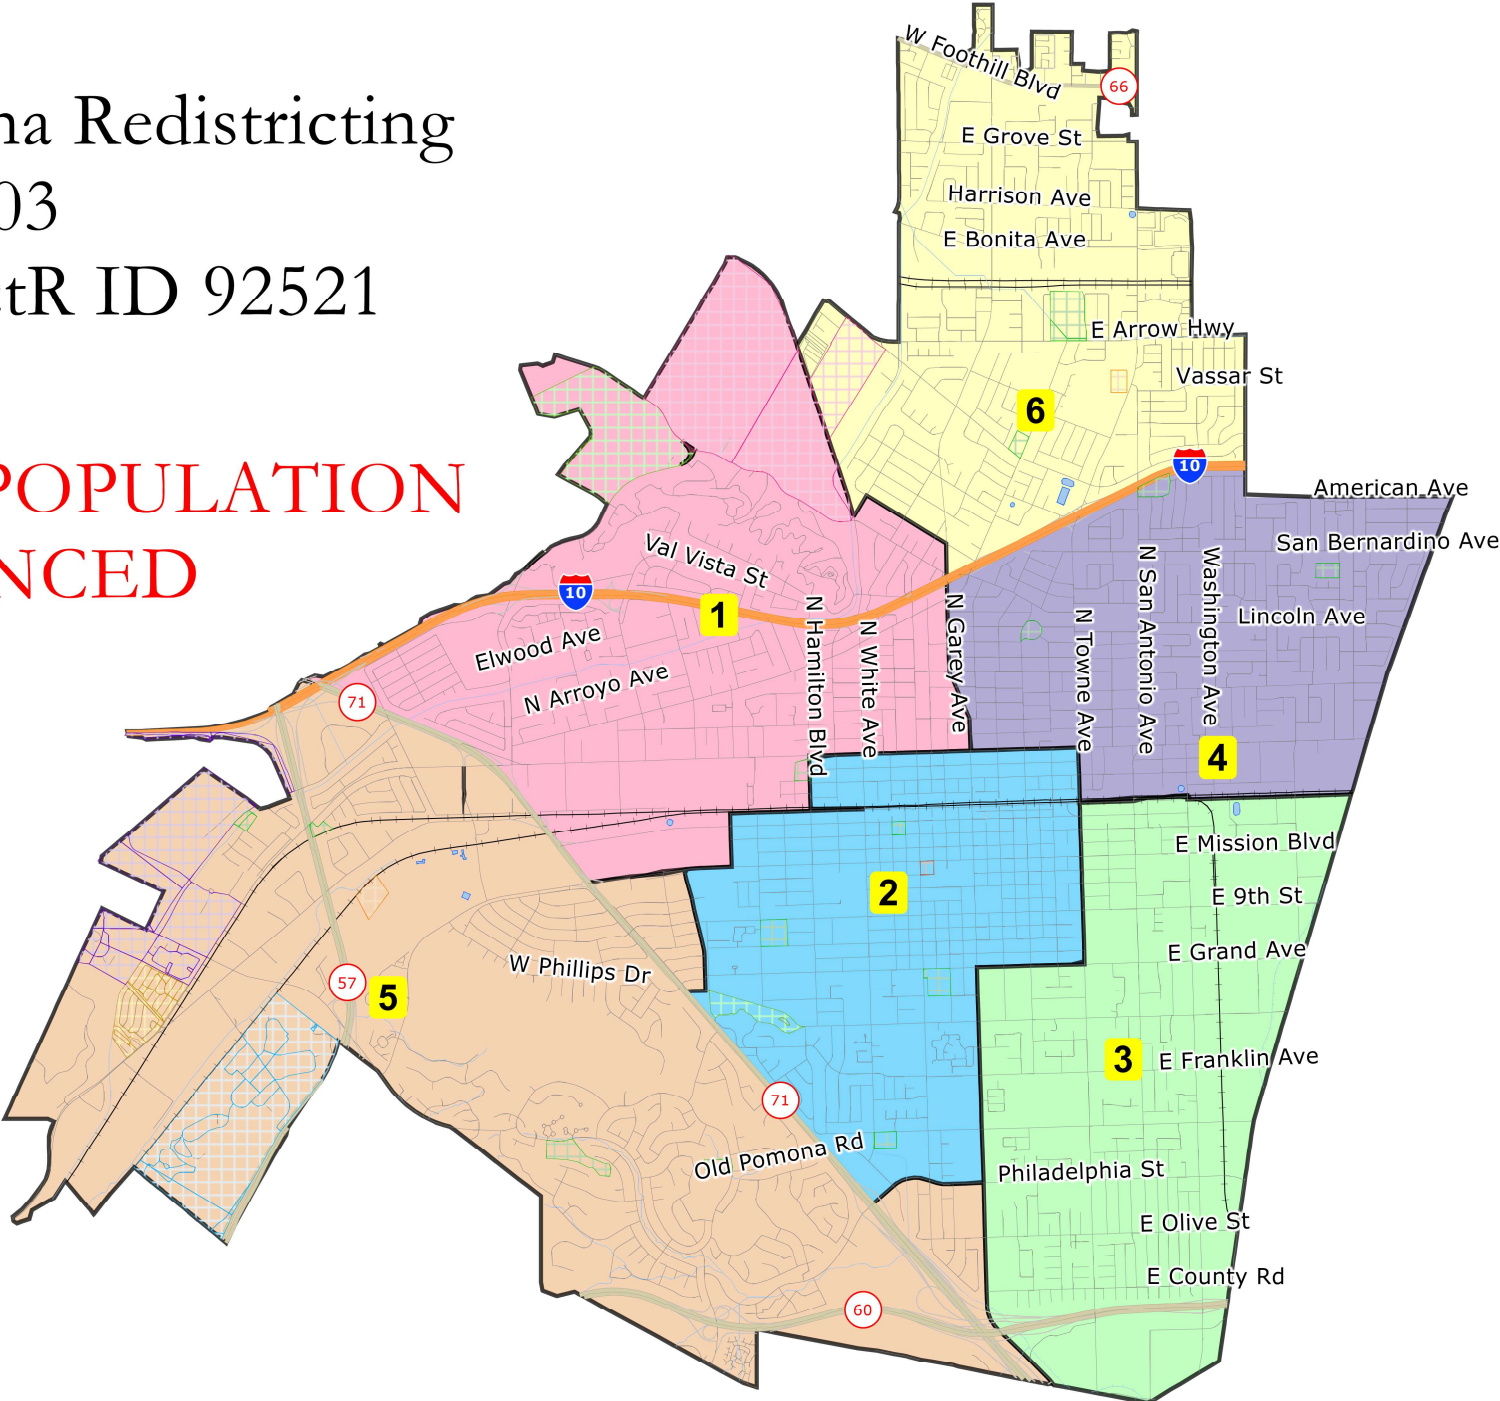 na Redistricting
03
ctR ID 92521
POPULATION
NCED
W Foothill Blvd
66
E Grove St
Harrison Ave
E Bonita Ave
E Arrow Hwy
Vassar St
6
10
American Ave
San Bernardino Ave
Val Vista St
10
1
Elwood Ave
N Arroyo Ave
71
N Hamilton Blvd
N White Ave
N Garey Ave
N Towne Ave
N San Antonio Ave
Washington Ave
Lincoln Ave
4
E Mission Blvd
2
E 9th St
E Grand Ave
W Phillips Dr
57
5
3
E Franklin Ave
71
Old Pomona Rd
Philadelphia St
E Olive St
E County Rd
60